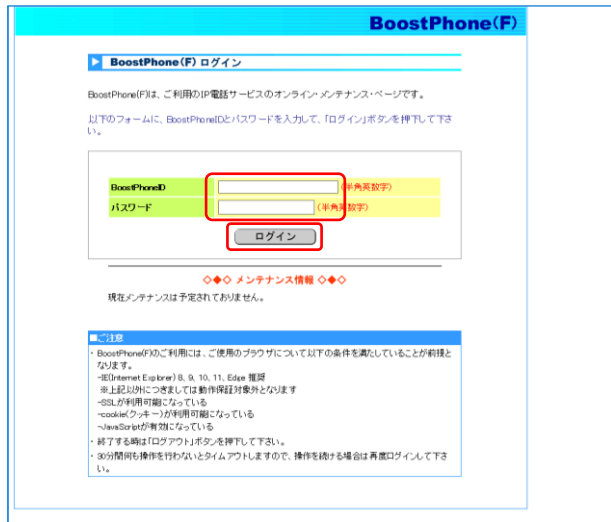 BoostPhone(F)
BoostPhone(F) ログイン
BoostPhone(F)は、ご利用のIP電話サービスのオンライン・メンテナンス・ページです。
以下のフォームに、BoostPhoneIDとパスワードを入力して、「ログイン」ボタンを押下して下さ
い。
BoostPhoneID (半角英数字)
パスワード (半角英数字)
ログイン
◇◆◇ メンテナンス情報 ◇◆◇
現在メンテナンスは予定されておりません。
■ご注意
・BoostPhone(F)のご利用には、ご使用のブラウザについて以下の条件を満たしていることが前提と
なります。
-IE(Internet Explorer) 8, 9, 10, 11, Edge 推奨
※上記以外につきましては動作保証対象外となります
-SSLが利用可能になっている
-cookie(クッキー)が利用可能になっている
-JavaScriptが有効になっている
・終了する時は「ログアウト」ボタンを押下して下さい。
・30分間何も操作を行わないとタイムアウトしますので、操作を続ける場合は再度ログインして下さ
い。